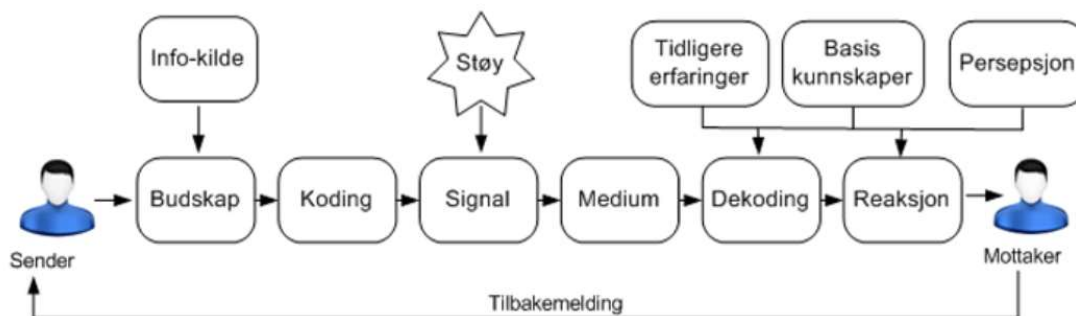 Info-kilde
Støy
Tidligere
erfaringer
Basis
kunnskaper
Persepsjon
Budskap
Koding
Signal
Medium
Dekoding
Reaksjon
Sender
Mottaker
Tilbakemelding